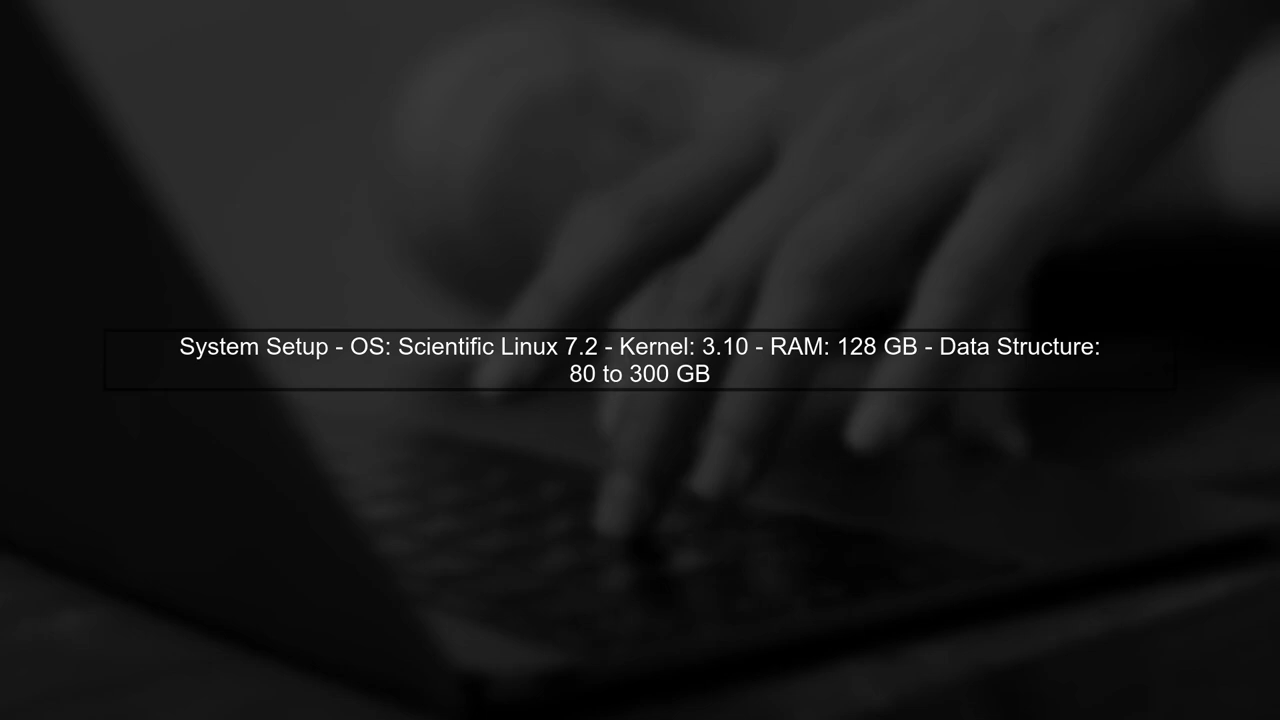 System Setup - OS: Scientific Linux 7.2 - Kernel: 3.10 - RAM: 128 GB - Data Structure:
80 to 300 GB